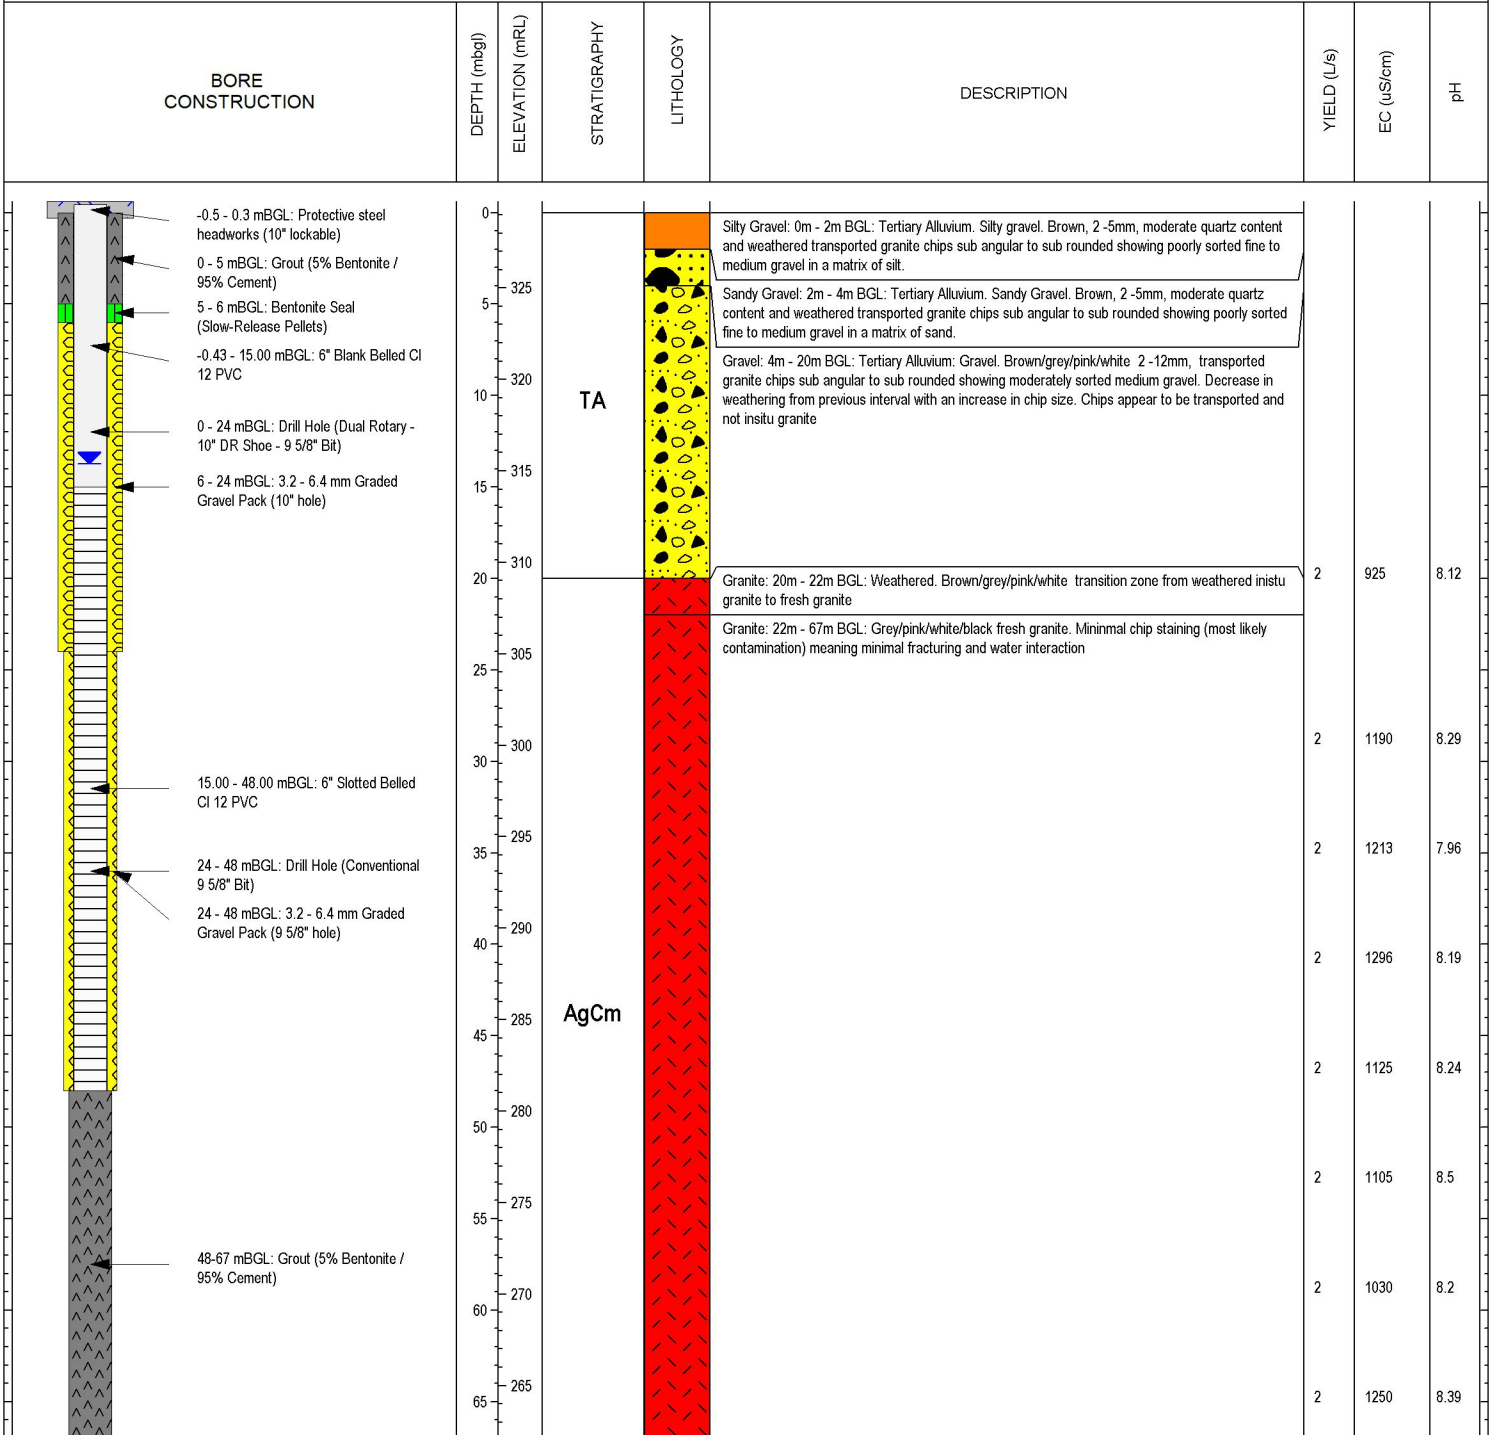 BORE
CONSTRUCTION
DEPTH (mbgl)
ELEVATION (mRL)
STRATIGRAPHY
LITHOLOGY
DESCRIPTION
YIELD (L/s)
EC (uS/cm)
pH
-0.5 - 0.3 mBGL: Protective steel
headworks (10" lockable)
0 - 5 mBGL: Grout (5% Bentonite /
95% Cement)
5 - 6 mBGL: Bentonite Seal
(Slow-Release Pellets)
-0.43 - 15.00 mBGL: 6" Blank Belled Cl
12 PVC
0 - 24 mBGL: Drill Hole (Dual Rotary -
10" DR Shoe - 9 5/8" Bit)
6 - 24 mBGL: 3.2 - 6.4 mm Graded
Gravel Pack (10" hole)
15.00 - 48.00 mBGL: 6" Slotted Belled
Cl 12 PVC
24 - 48 mBGL: Drill Hole (Conventional
9 5/8" Bit)
24 - 48 mBGL: 3.2 - 6.4 mm Graded
Gravel Pack (9 5/8" hole)
48-67 mBGL: Grout (5% Bentonite /
95% Cement)
0
5
10
15
20
25
30
35
40
45
50
55
60
65
325
320
315
310
305
300
295
290
285
280
275
270
265
TA
AgCm
Silty Gravel: 0m - 2m BGL: Tertiary Alluvium. Silty gravel. Brown, 2 -5mm, moderate quartz content
and weathered transported granite chips sub angular to sub rounded showing poorly sorted fine to
medium gravel in a matrix of silt.
Sandy Gravel: 2m - 4m BGL: Tertiary Alluvium. Sandy Gravel. Brown, 2 -5mm, moderate quartz
content and weathered transported granite chips sub angular to sub rounded showing poorly sorted
fine to medium gravel in a matrix of sand.
Gravel: 4m - 20m BGL: Tertiary Alluvium: Gravel. Brown/grey/pink/white 2 -12mm, transported
granite chips sub angular to sub rounded showing moderately sorted medium gravel. Decrease in
weathering from previous interval with an increase in chip size. Chips appear to be transported and
not insitu granite
Granite: 20m - 22m BGL: Weathered. Brown/grey/pink/white transition zone from weathered inistu
granite to fresh granite
Granite: 22m - 67m BGL: Grey/pink/white/black fresh granite. Mininmal chip staining (most likely
contamination) meaning minimal fracturing and water interaction
2 925 8.12
2 1190 8.29
2 1213 7.96
2 1296 8.19
2 1125 8.24
2 1105 8.5
2 1030 8.2
2 1250 8.39